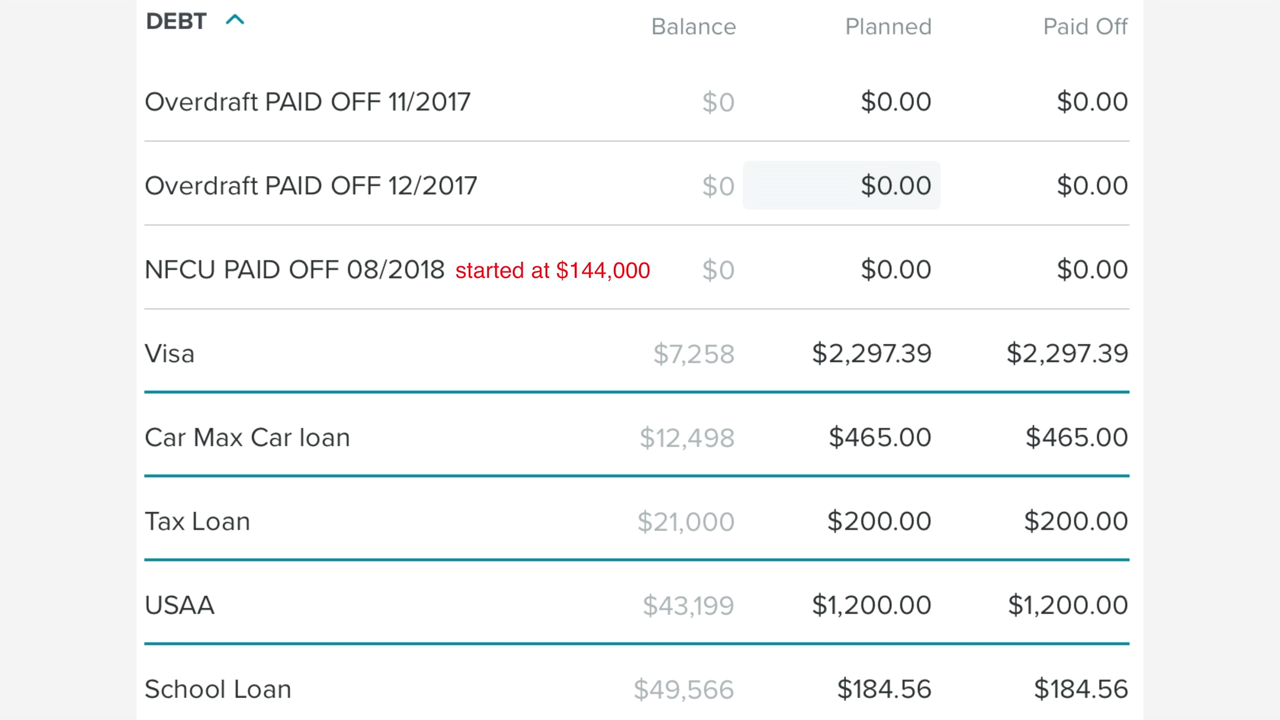 DEBT Balance Planned Paid Off
Overdraft PAID OFF 11/2017 $0 $0.00 $0.00
Overdraft PAID OFF 12/2017 $0 $0.00 $0.00
NFCU PAID OFF 08/2018 started at $144,000 $0 $0.00 $0.00
Visa $7,258 $2,297.39 $2,297.39
Car Max Car loan $12,498 $465.00 $465.00
Tax Loan $21,000 $200.00 $200.00
USAA $43,199 $1,200.00 $1,200.00
School Loan $49,566 $184.56 $184.56